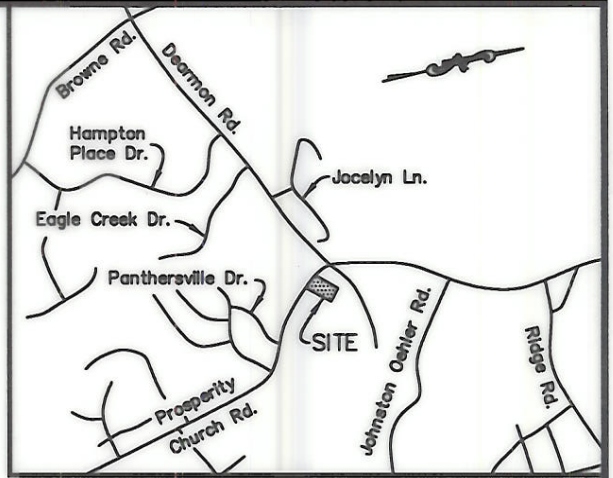 Browne Rd.
Dearmon Rd.
Hampton
Place Dr.
Jocelyn Ln.
Eagle Creek Dr.
Panthersville Dr.
SITE
Johnston Oehler Rd.
Ridge Rd.
Prosperity
Church Rd.